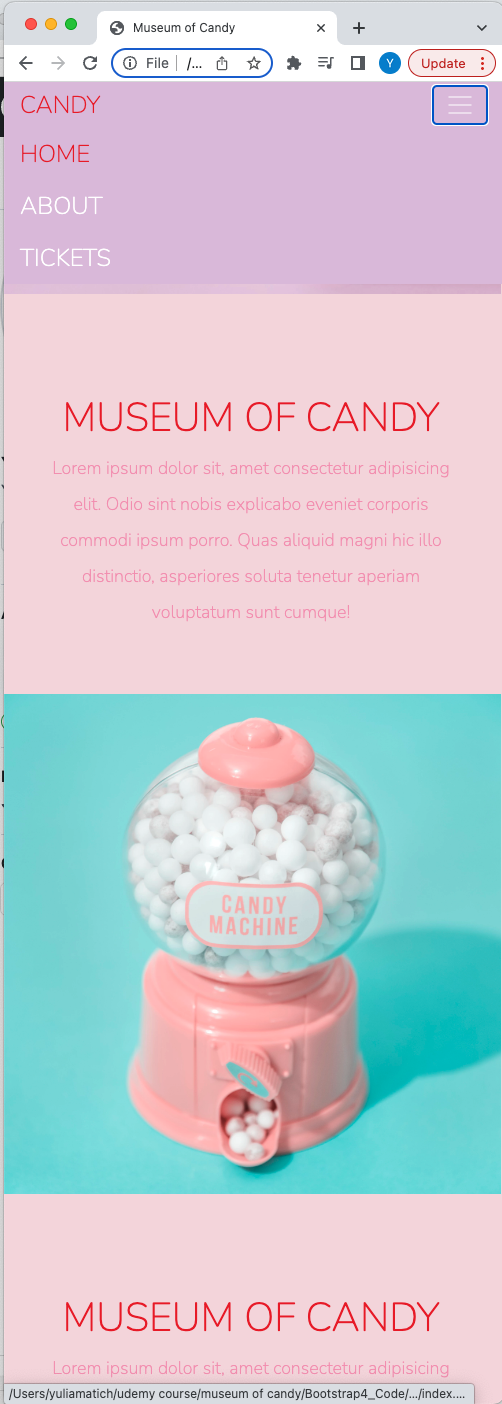 Museum of Candy
File
/...
Y
Update
CANDY
HOME
ABOUT
TICKETS
MUSEUM OF CANDY
Lorem ipsum dolor sit, amet consectetur adipisicing
elit. Odio sint nobis explicabo eveniet corporis
commodi ipsum porro. Quas aliquid magni hic illo
distinctio, asperiores soluta tenetur aperiam
voluptatum sunt cumque!
CANDY
MACHINE
MUSEUM OF CANDY
Lorem ipsum dolor sit, amet consectetur adipisicing
/Users/yuliamatich/udemy course/museum of candy/Bootstrap4_Code/.../index....